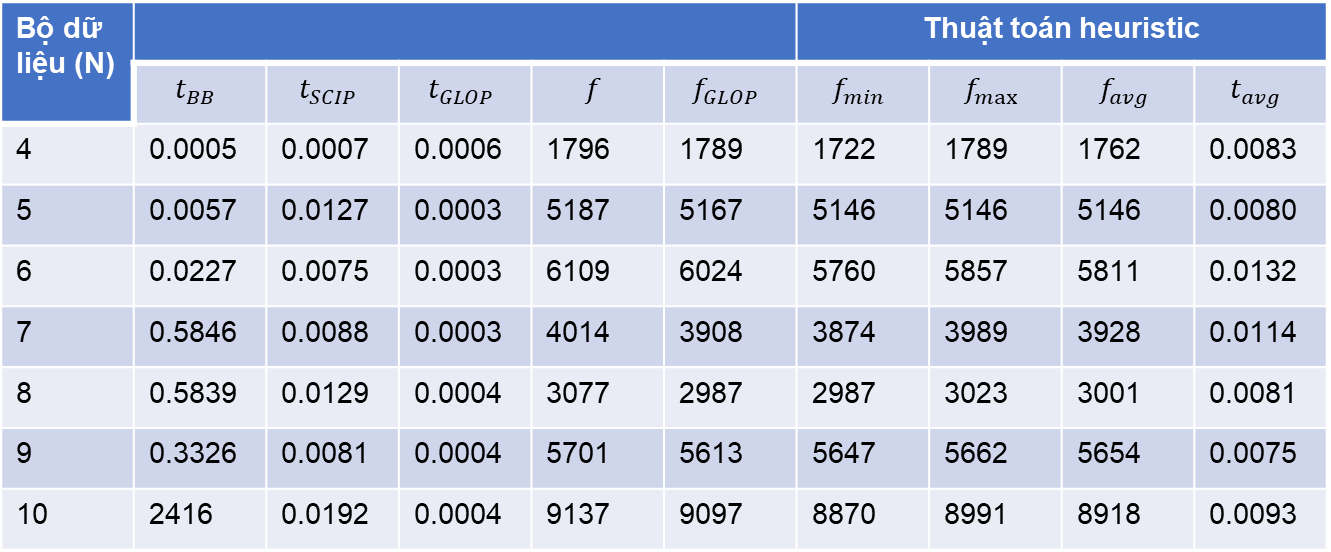 Bộ dữ liệu (N) Thuật toán heuristic
t_BB t_SCIP t_GLOP f f_GLOP f_min f_max f_avg t_avg
4 0.0005 0.0007 0.0006 1796 1789 1722 1789 1762 0.0083
5 0.0057 0.0127 0.0003 5187 5167 5146 5146 5146 0.0080
6 0.0227 0.0075 0.0003 6109 6024 5760 5857 5811 0.0132
7 0.5846 0.0088 0.0003 4014 3908 3874 3989 3928 0.0114
8 0.5839 0.0129 0.0004 3077 2987 2987 3023 3001 0.0081
9 0.3326 0.0081 0.0004 5701 5613 5647 5662 5654 0.0075
10 2416 0.0192 0.0004 9137 9097 8870 8991 8918 0.0093